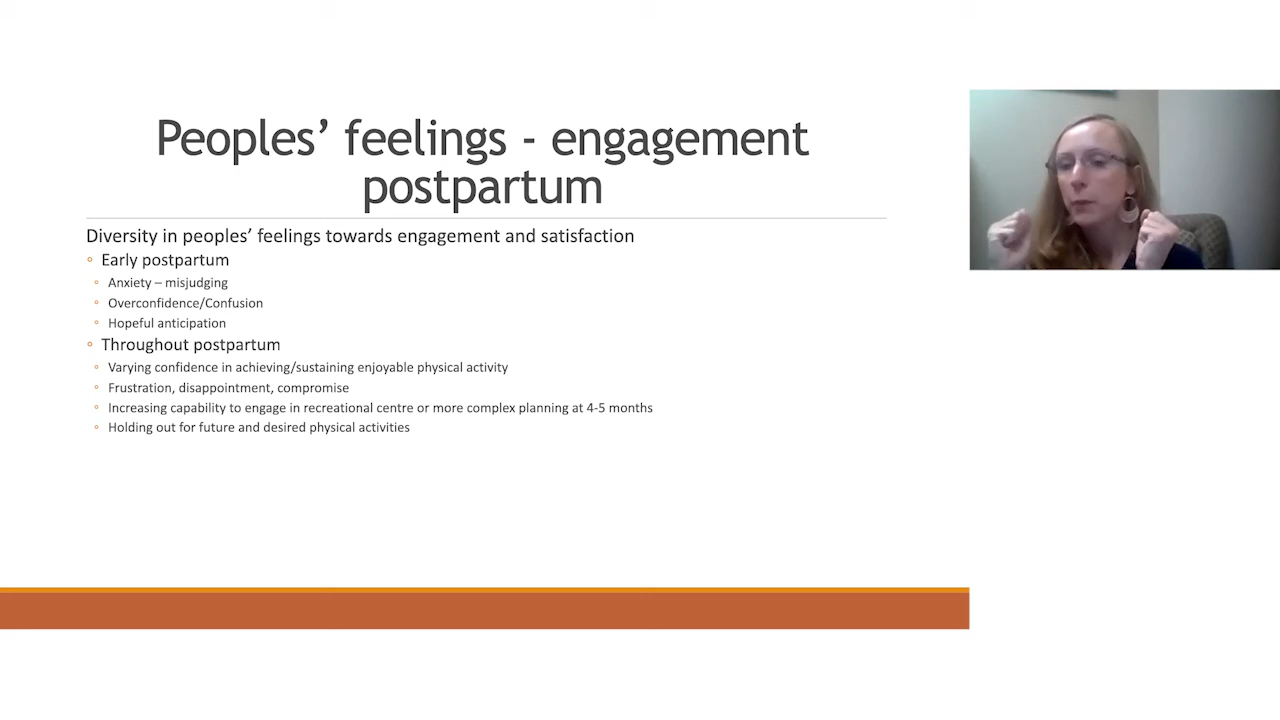 Peoples’ feelings - engagement
postpartum
Diversity in peoples’ feelings towards engagement and satisfaction
◦ Early postpartum
◦ Anxiety – misjudging
◦ Overconfidence/Confusion
◦ Hopeful anticipation
◦ Throughout postpartum
◦ Varying confidence in achieving/sustaining enjoyable physical activity
◦ Frustration, disappointment, compromise
◦ Increasing capability to engage in recreational centre or more complex planning at 4-5 months
◦ Holding out for future and desired physical activities